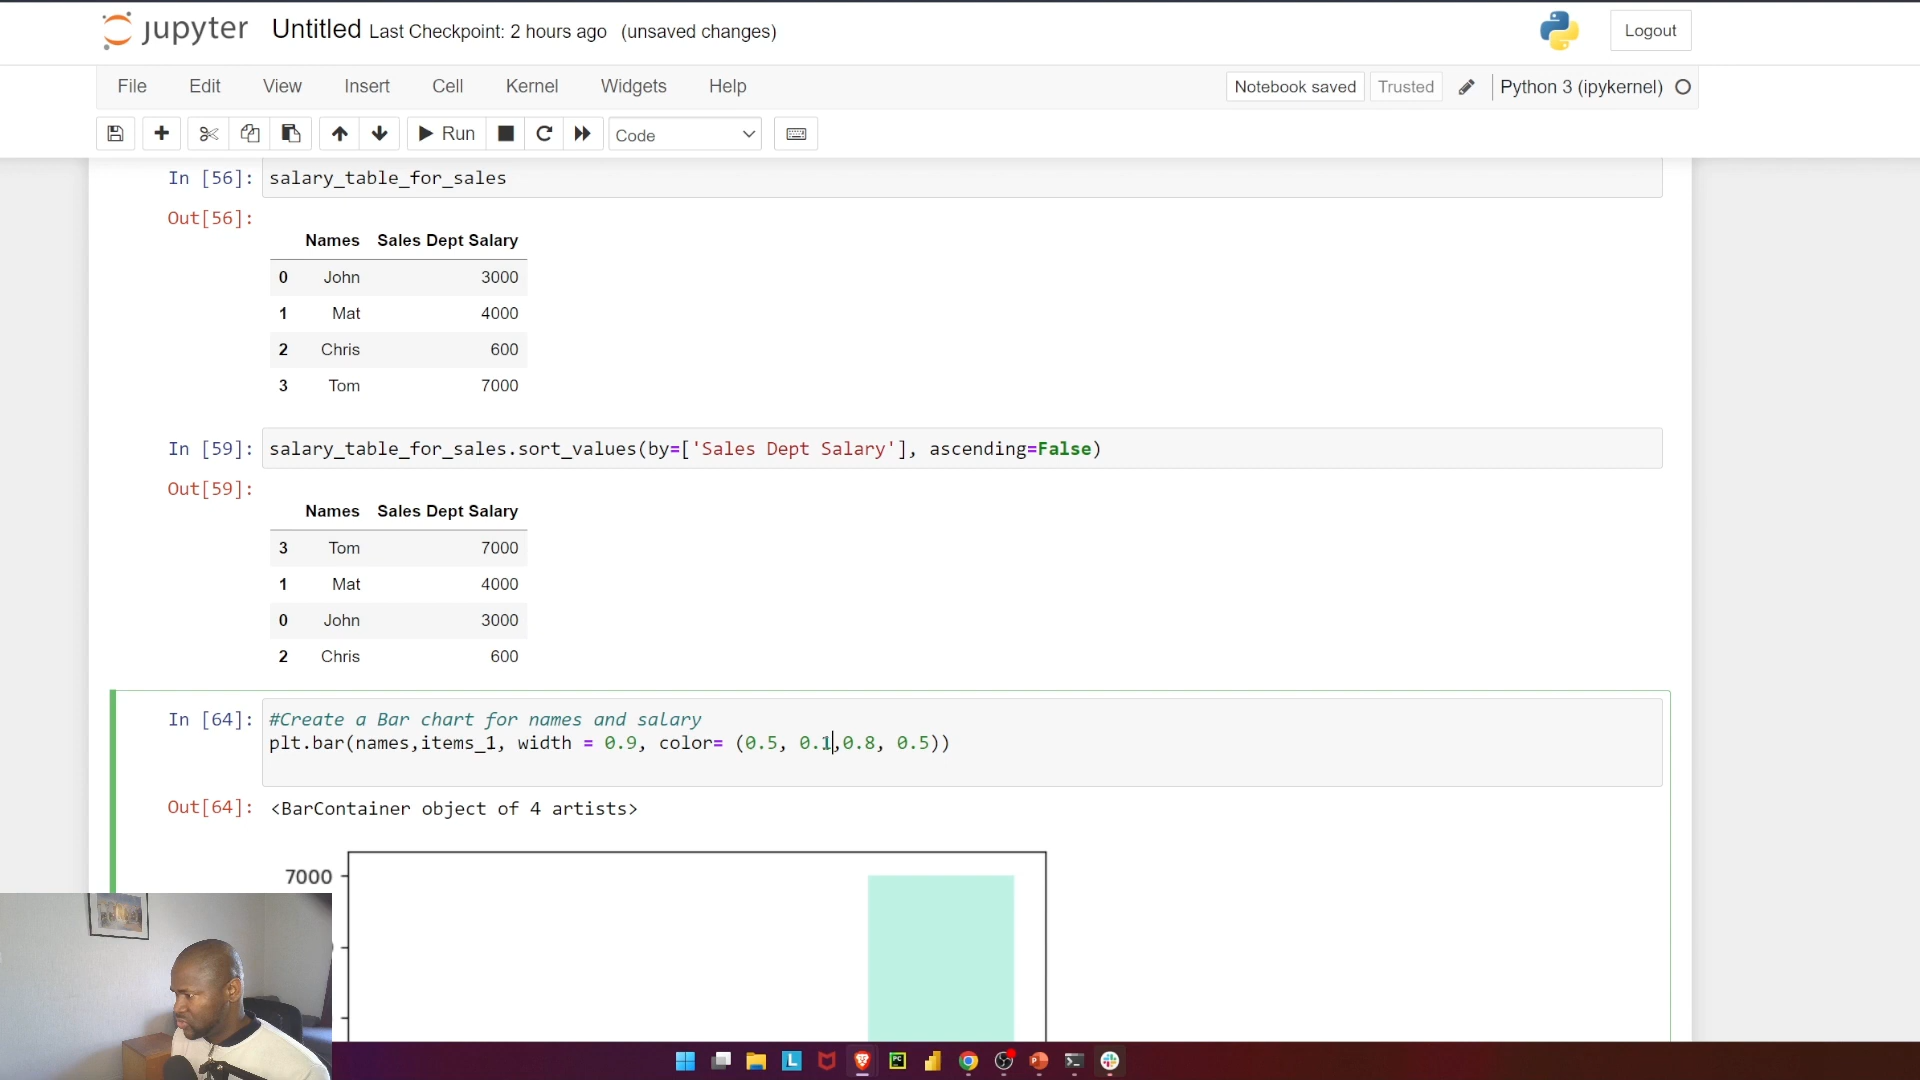 jupyter Untitled Last Checkpoint: 2 hours ago (unsaved changes)
Logout
File Edit View Insert Cell Kernel Widgets Help
Notebook saved Trusted Python 3 (ipykernel)
Run Code
In [56]: salary_table_for_sales
Out[56]:
Names Sales Dept Salary
0 John 3000
1 Mat 4000
2 Chris 600
3 Tom 7000
In [59]: salary_table_for_sales.sort_values(by=['Sales Dept Salary'], ascending=False)
Out[59]:
Names Sales Dept Salary
3 Tom 7000
1 Mat 4000
0 John 3000
2 Chris 600
In [64]: #Create a Bar chart for names and salary
plt.bar(names,items_1, width = 0.9, color= (0.5, 0.1,0.8, 0.5))
Out[64]: <BarContainer object of 4 artists>
7000